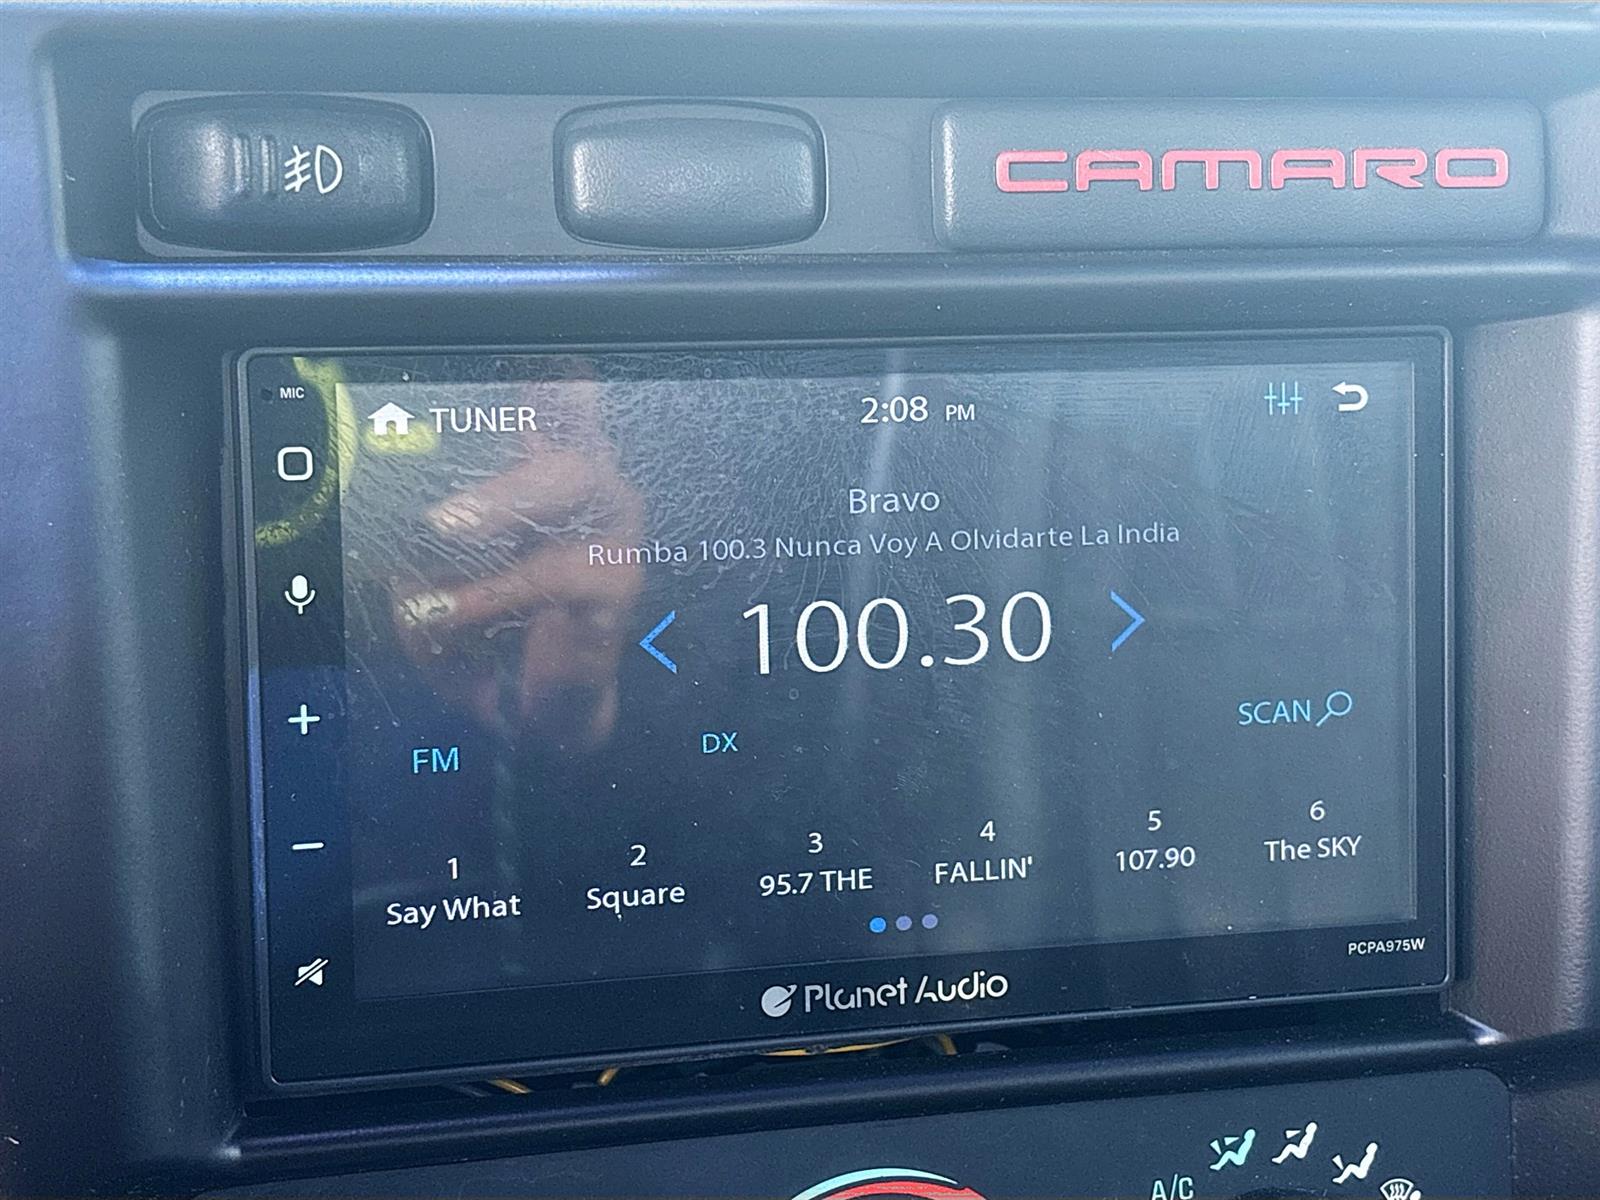 CAMARO
MIC
TUNER
2:08 PM
Bravo
Rumba 100.3 Nunca Voy A Olvidarte La India
100.30
SCAN
FM
DX
1
Say What
2
Square
3
95.7 THE
4
FALLIN'
5
107.90
6
The SKY
PCPA975W
Planet Audio
A/C